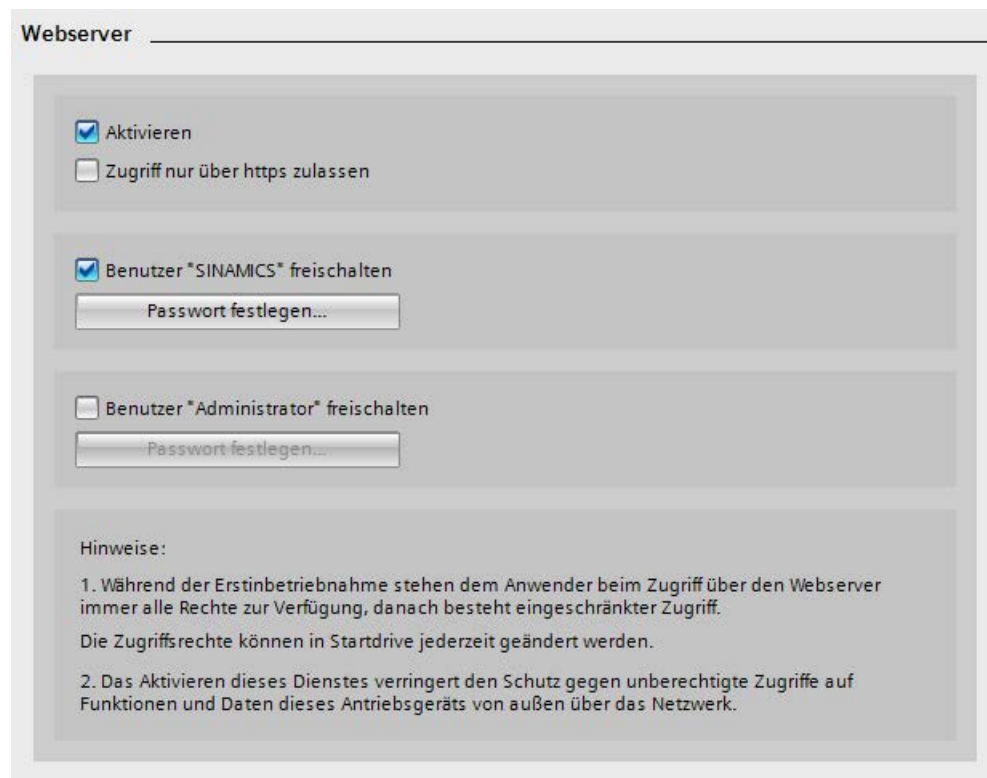 Webserver
Aktivieren
Zugriff nur über https zulassen
Benutzer "SINAMICS" freischalten
Passwort festlegen...
Benutzer "Administrator" freischalten
Passwort festlegen...
Hinweise:
1. Während der Erstinbetriebnahme stehen dem Anwender beim Zugriff über den Webserver
immer alle Rechte zur Verfügung, danach besteht eingeschränkter Zugriff.
Die Zugriffsrechte können in Startdrive jederzeit geändert werden.
2. Das Aktivieren dieses Dienstes verringert den Schutz gegen unberechtigte Zugriffe auf
Funktionen und Daten dieses Antriebsgeräts von außen über das Netzwerk.